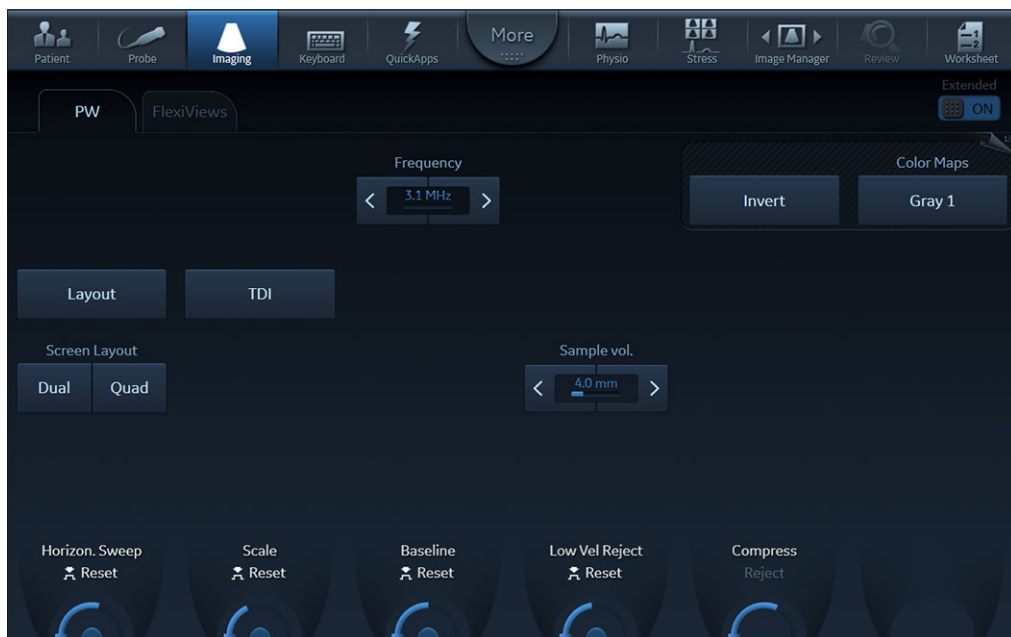 Patient
Probe
Imaging
Keyboard
QuickApps
More
Physio
Stress
Image Manager
Review
Worksheet
PW
FlexiViews
Extended
ON
Frequency
3.1 MHz
Color Maps
Invert
Gray 1
Layout
TDI
Screen Layout
Dual
Quad
Sample vol.
4.0 mm
Horizon. Sweep
Reset
Scale
Reset
Baseline
Reset
Low Vel Reject
Reset
Compress
Reject